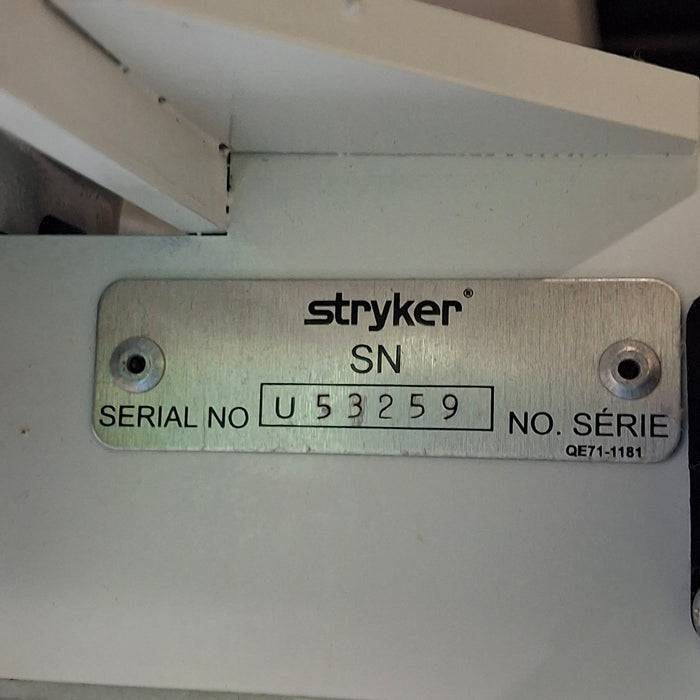 stryker®
SN
SERIAL NO U 53259 NO. SÉRIE
QE71-1181